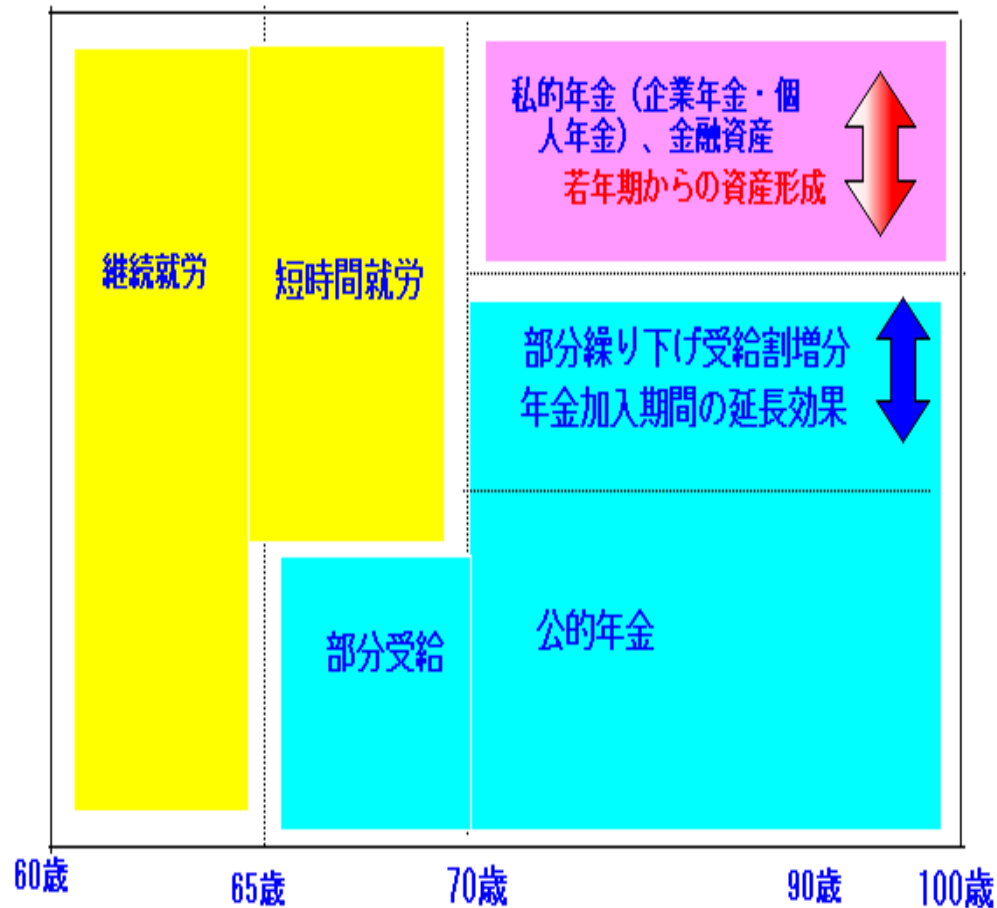 私的年金（企業年金・個
人年金）、金融資産
若年期からの資産形成
継続就労
短時間就労
部分繰り下げ受給割増分
年金加入期間の延長効果
部分受給
公的年金
60歳
65歳
70歳
90歳
100歳